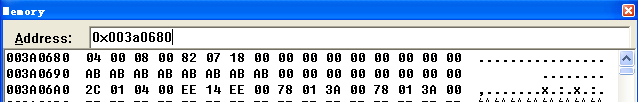 Memory
Address: 0x003a0680
003A0680 04 00 08 00 82 07 18 00 00 00 00 00 00 00 00 00 ................
003A0690 AB AB AB AB AB AB AB AB 00 00 00 00 00 00 00 00 ........
003A06A0 2C 01 04 00 EE 14 EE 00 78 01 3A 00 78 01 3A 00 ,.......x.:.x.:.